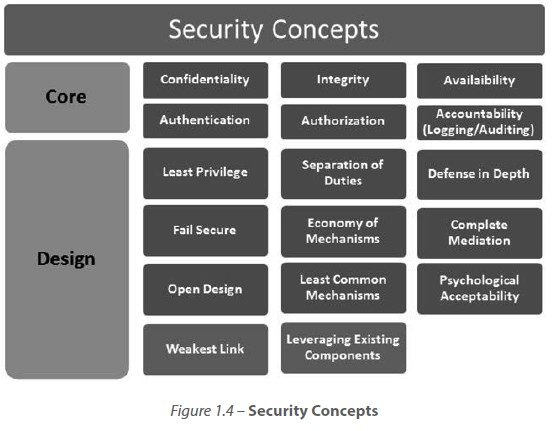 Security Concepts
Core
Confidentiality
Integrity
Availaibility
Authentication
Authorization
Accountability
(Logging/Auditing)
Design
Least Privilege
Separation of
Duties
Defense in Depth
Fail Secure
Economy of
Mechanisms
Complete
Mediation
Open Design
Least Common
Mechanisms
Psychological
Acceptability
Weakest Link
Leveraging Existing
Components
Figure 1.4 – Security Concepts